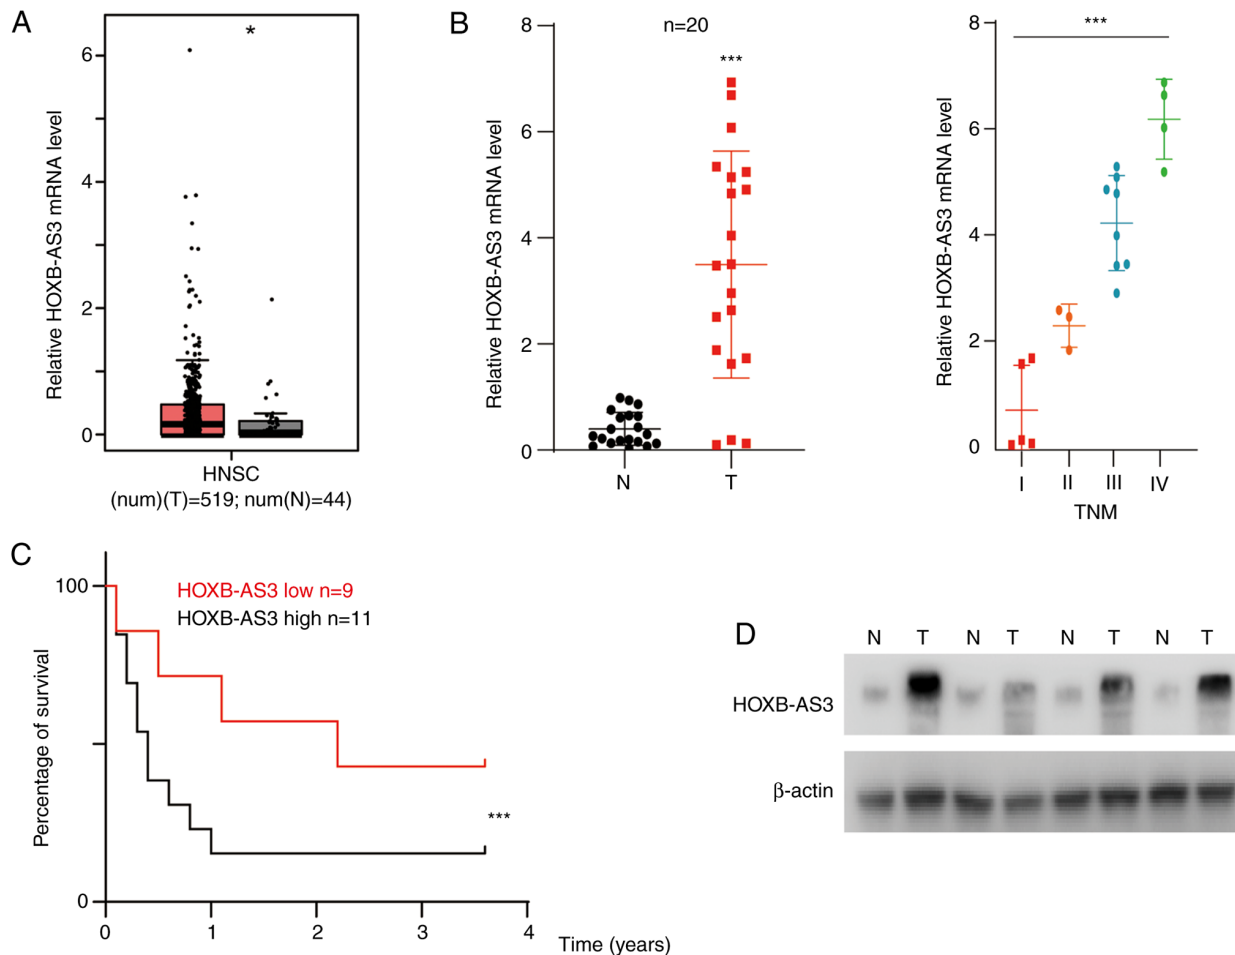 A
*
Relative HOXB-AS3 mRNA level
6
4
2
0
HNSC
(num)(T)=519; num(N)=44)
B
n=20
***
Relative HOXB-AS3 mRNA level
8
6
4
2
0
N T
***
Relative HOXB-AS3 mRNA level
8
6
4
2
0
I II III IV
TNM
C
HOXB-AS3 low n=9
HOXB-AS3 high n=11
***
Percentage of survival
100
0
0 1 2 3 4
Time (years)
D
N T N T N T N T
HOXB-AS3
β-actin